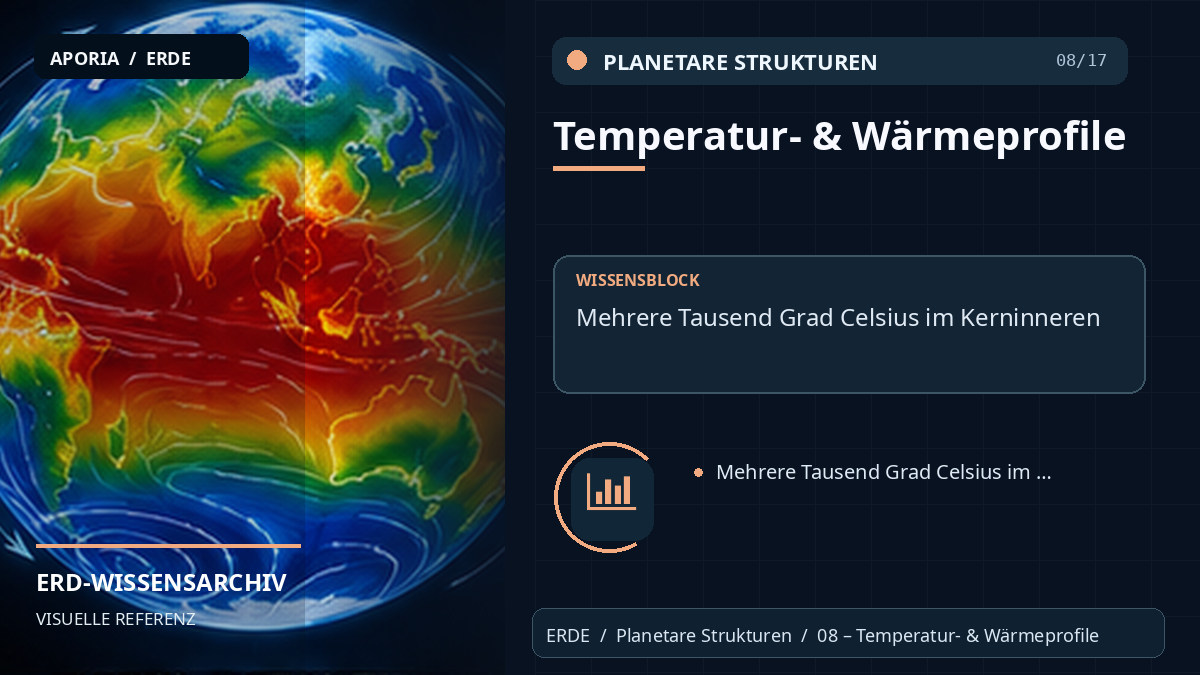 APORIA / ERDE
ERD-WISSENSARCHIV
VISUELLE REFERENZ
PLANETARE STRUKTUREN 08/17
Temperatur- & Wärmeprofile
WISSENSBLOCK
Mehrere Tausend Grad Celsius im Kerninneren
Mehrere Tausend Grad Celsius im ...
ERDE / Planetare Strukturen / 08 – Temperatur- & Wärmeprofile